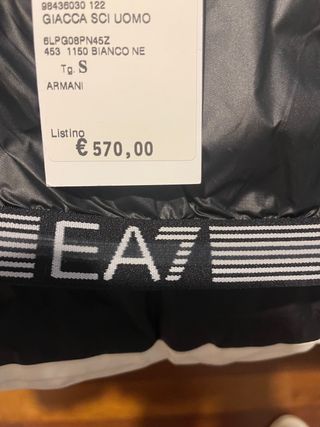 98436030 122
GIACCA SCI UOMO
6LPG08PN45Z
453 1150 BIANCO NE
Tg. S
ARMANI
Listino
€ 570,00
EA7